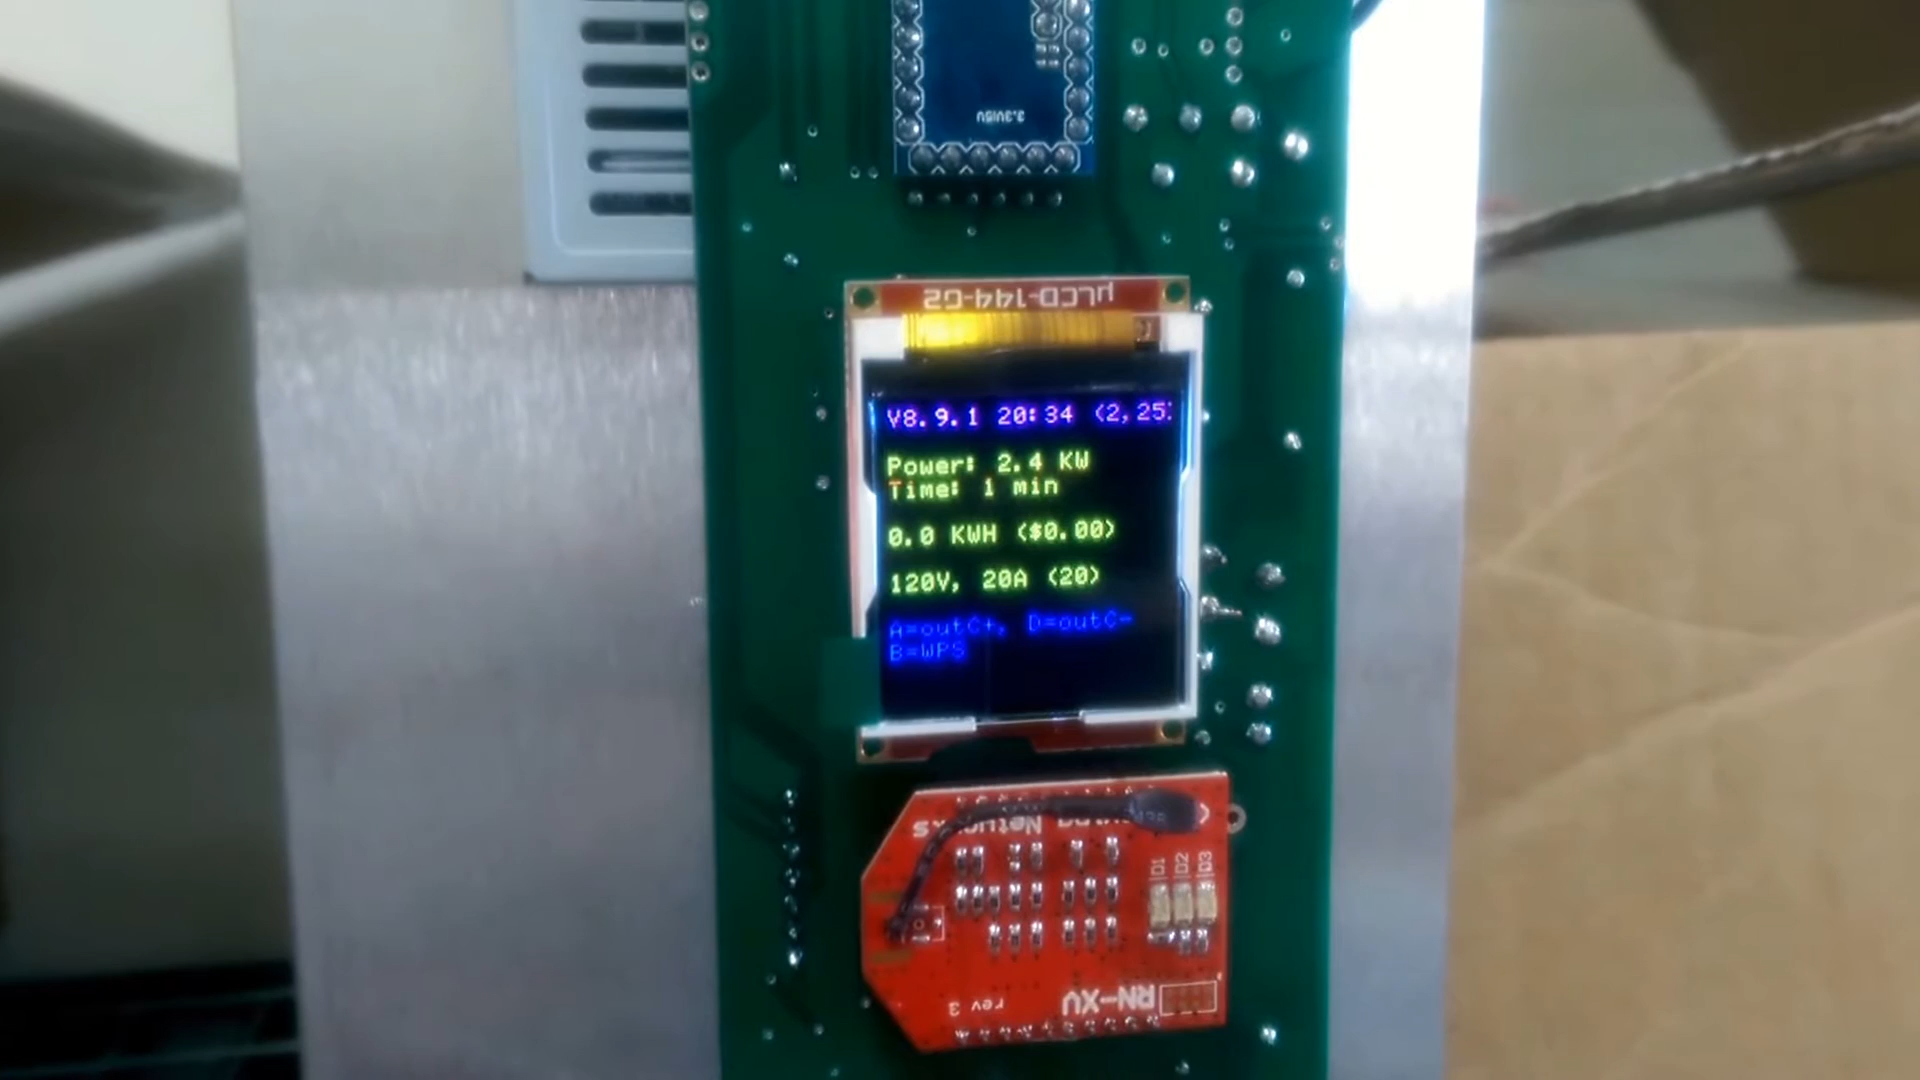 3.3V/5V
µLCD-144-G2
V8.9.1 20:34 (2,25
Power: 2.4 KW
Time: 1 min
0.0 KWH ($0.00)
120V, 20A (20)
A=outC+, D=outC-
B=WPS
Networks
D1 D2 D3
RN-XV
rev 3